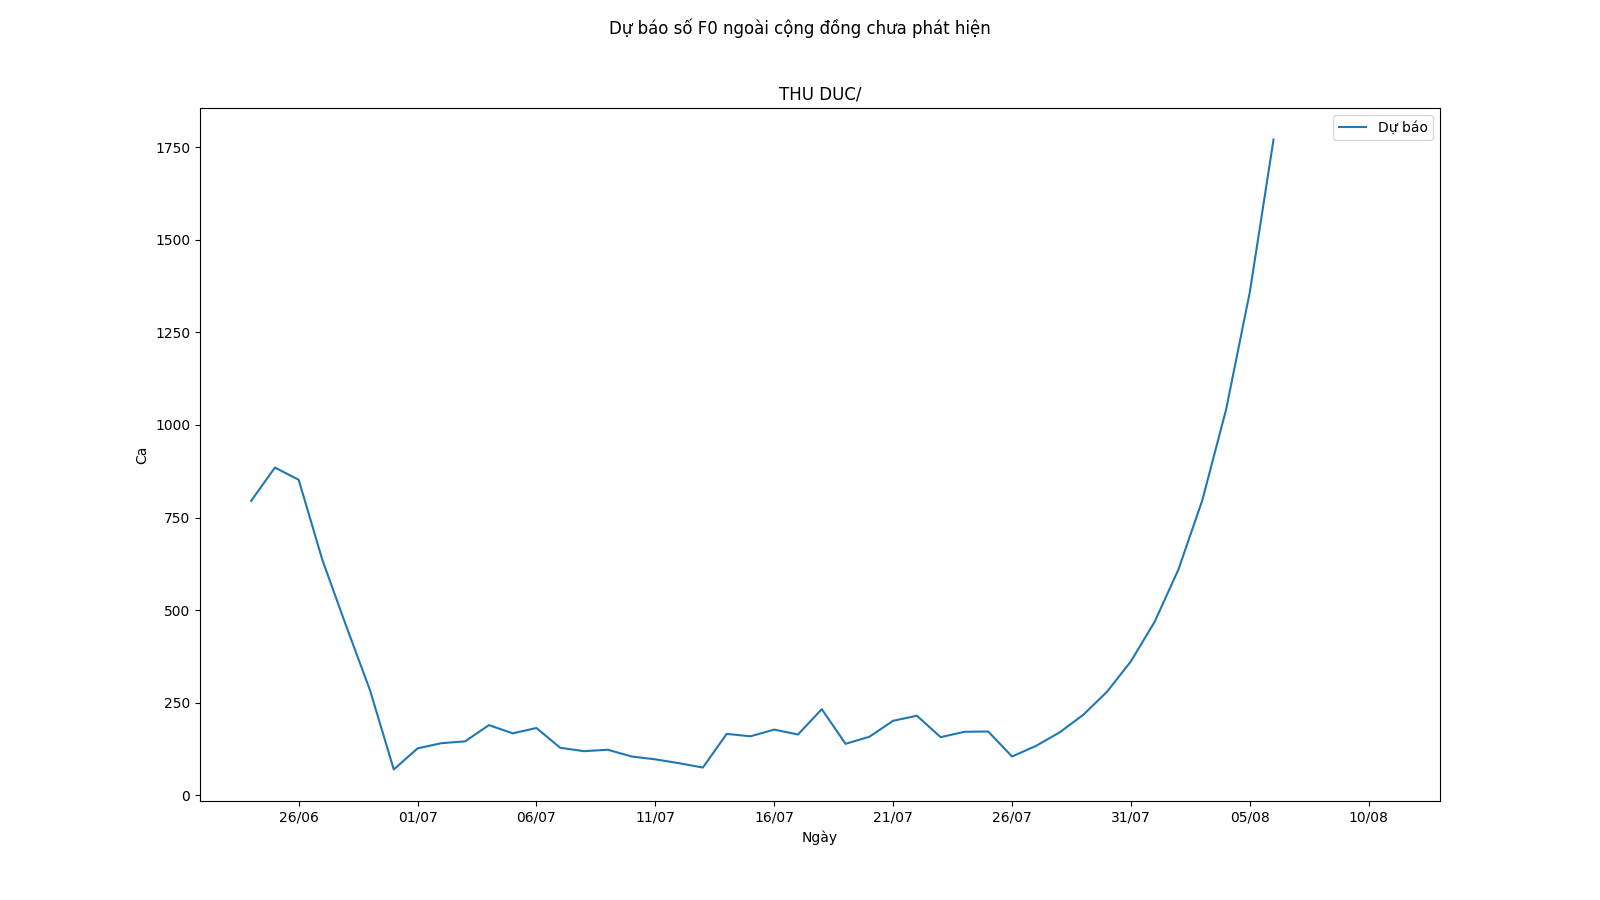 Dự báo số F0 ngoài cộng đồng chưa phát hiện
THU DUC/
Dự báo
1750
1500
1250
1000
750
500
250
0
Ca
26/06 01/07 06/07 11/07 16/07 21/07 26/07 31/07 05/08 10/08
Ngày